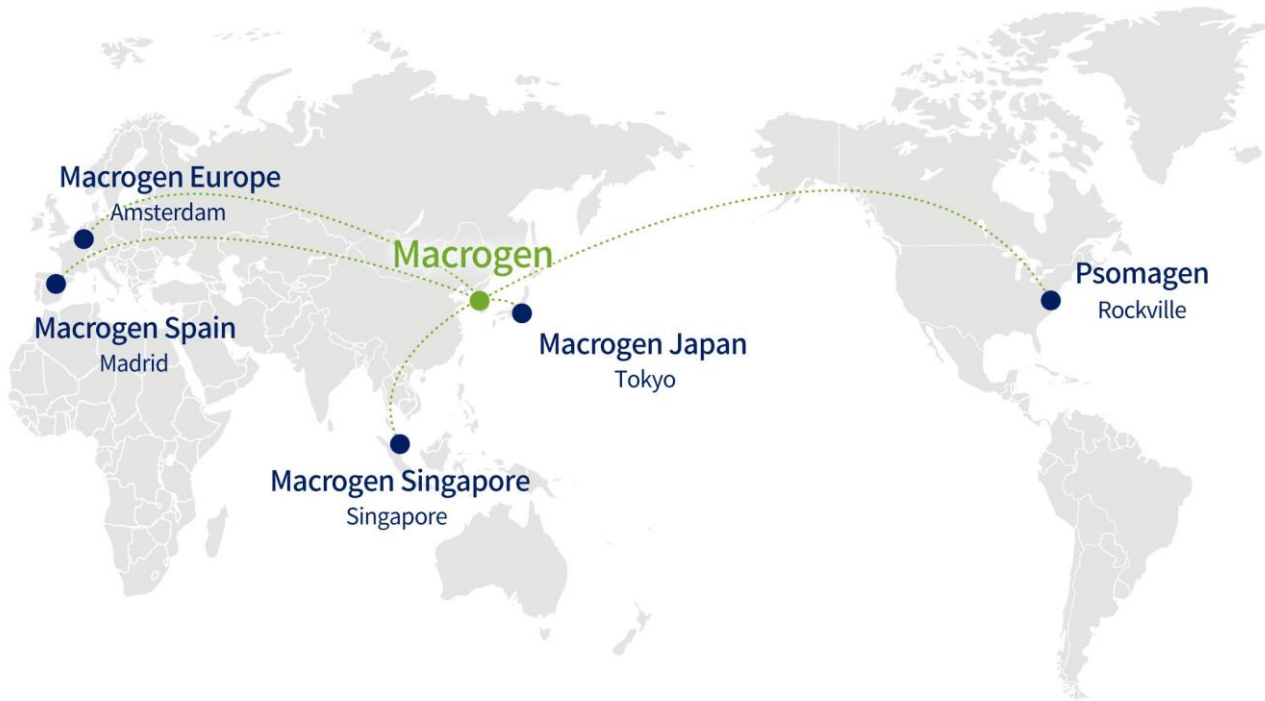 Macrogen Europe
Amsterdam
Macrogen
Macrogen Spain
Madrid
Macrogen Japan
Tokyo
Psomagen
Rockville
Macrogen Singapore
Singapore